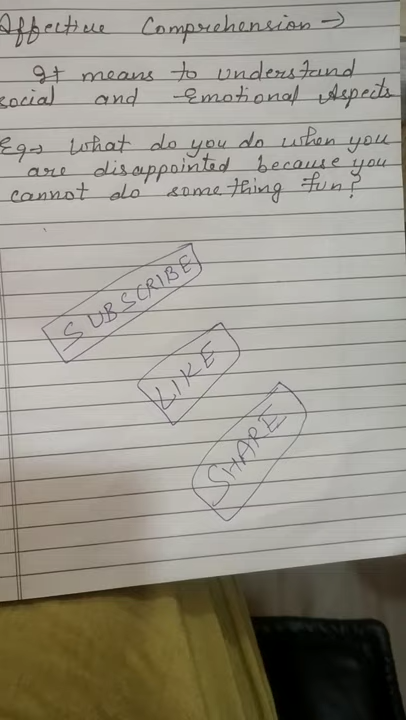 Affective Comprehension →
It means to understand
social and Emotional Aspects
Eg→ What do you do when you
are disappointed because you
cannot do something fun?
SUBSCRIBE
LIKE
SHARE